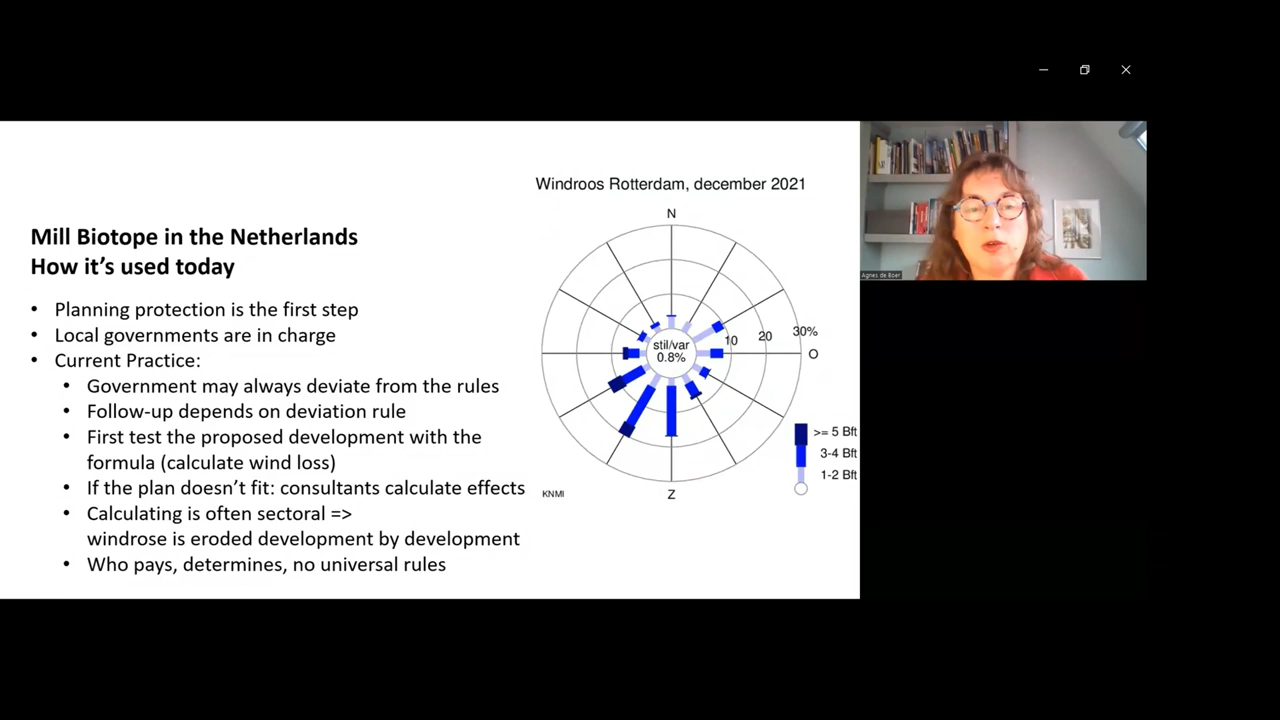 Windroos Rotterdam, december 2021
Mill Biotope in the Netherlands
How it’s used today
• Planning protection is the first step
• Local governments are in charge
• Current Practice:
• Government may always deviate from the rules
• Follow-up depends on deviation rule
• First test the proposed development with the
formula (calculate wind loss)
• If the plan doesn’t fit: consultants calculate effects
• Calculating is often sectoral =>
windrose is eroded development by development
• Who pays, determines, no universal rules
N
stil/var
0.8%
10
20
30%
O
Z
>= 5 Bft
3-4 Bft
1-2 Bft
KNMI
Agnes de Boer